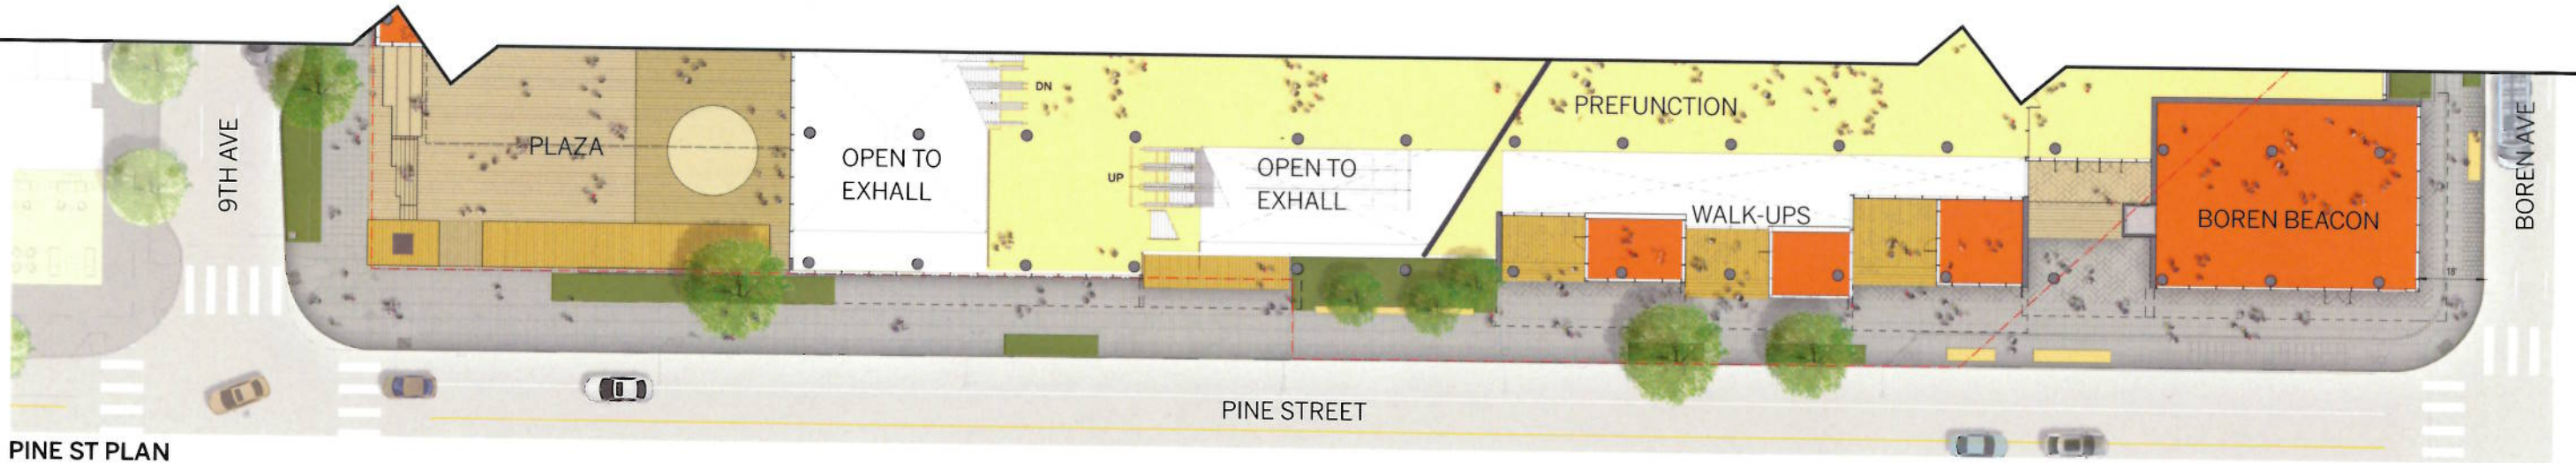 9TH AVE
PLAZA
OPEN TO
EXHALL
DN
UP
OPEN TO
EXHALL
PREFUNCTION
WALK-UPS
BOREN BEACON
18'
BOREN AVE
PINE STREET
PINE ST PLAN